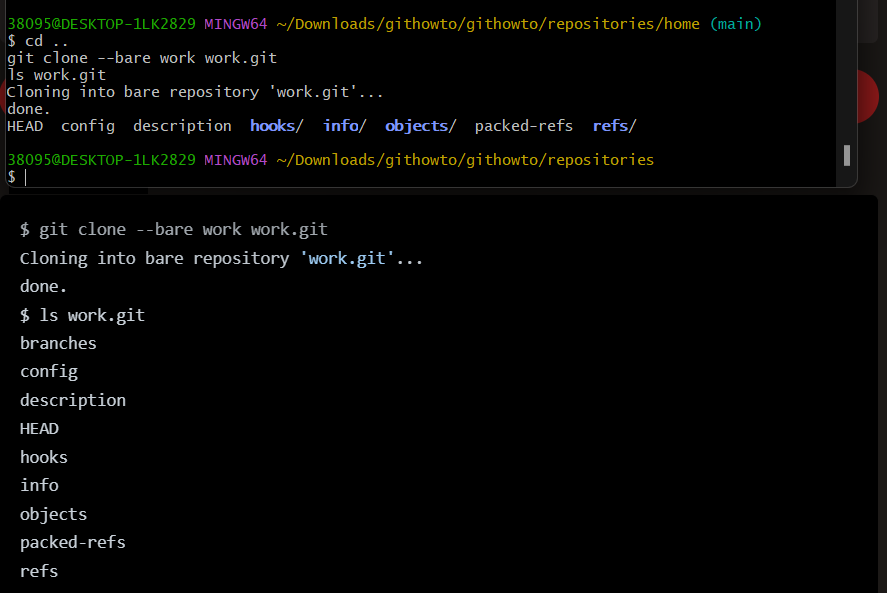 38095@DESKTOP-1LK2829 MINGW64 ~/Downloads/githowto/githowto/repositories/home (main)
$ cd ..
git clone --bare work work.git
ls work.git
Cloning into bare repository 'work.git'...
done.
HEAD  config  description  hooks/  info/  objects/  packed-refs  refs/
38095@DESKTOP-1LK2829 MINGW64 ~/Downloads/githowto/githowto/repositories
$
$ git clone --bare work work.git
Cloning into bare repository 'work.git'...
done.
$ ls work.git
branches
config
description
HEAD
hooks
info
objects
packed-refs
refs